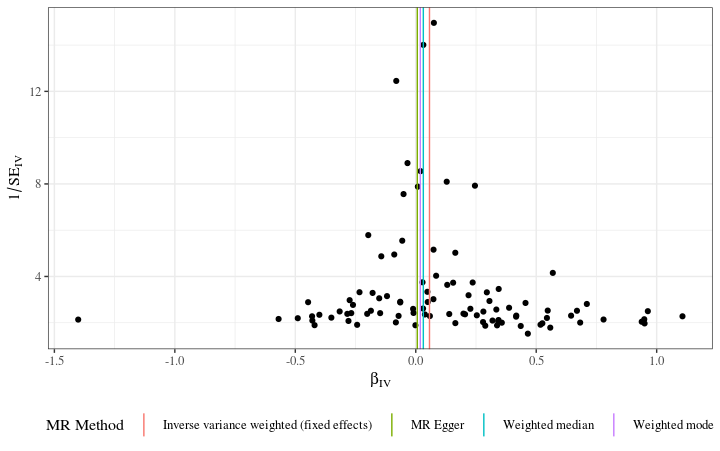 12
8
4
1/SE_IV
-1.5 -1.0 -0.5 0.0 0.5 1.0
β_IV
MR Method Inverse variance weighted (fixed effects) MR Egger Weighted median Weighted mode